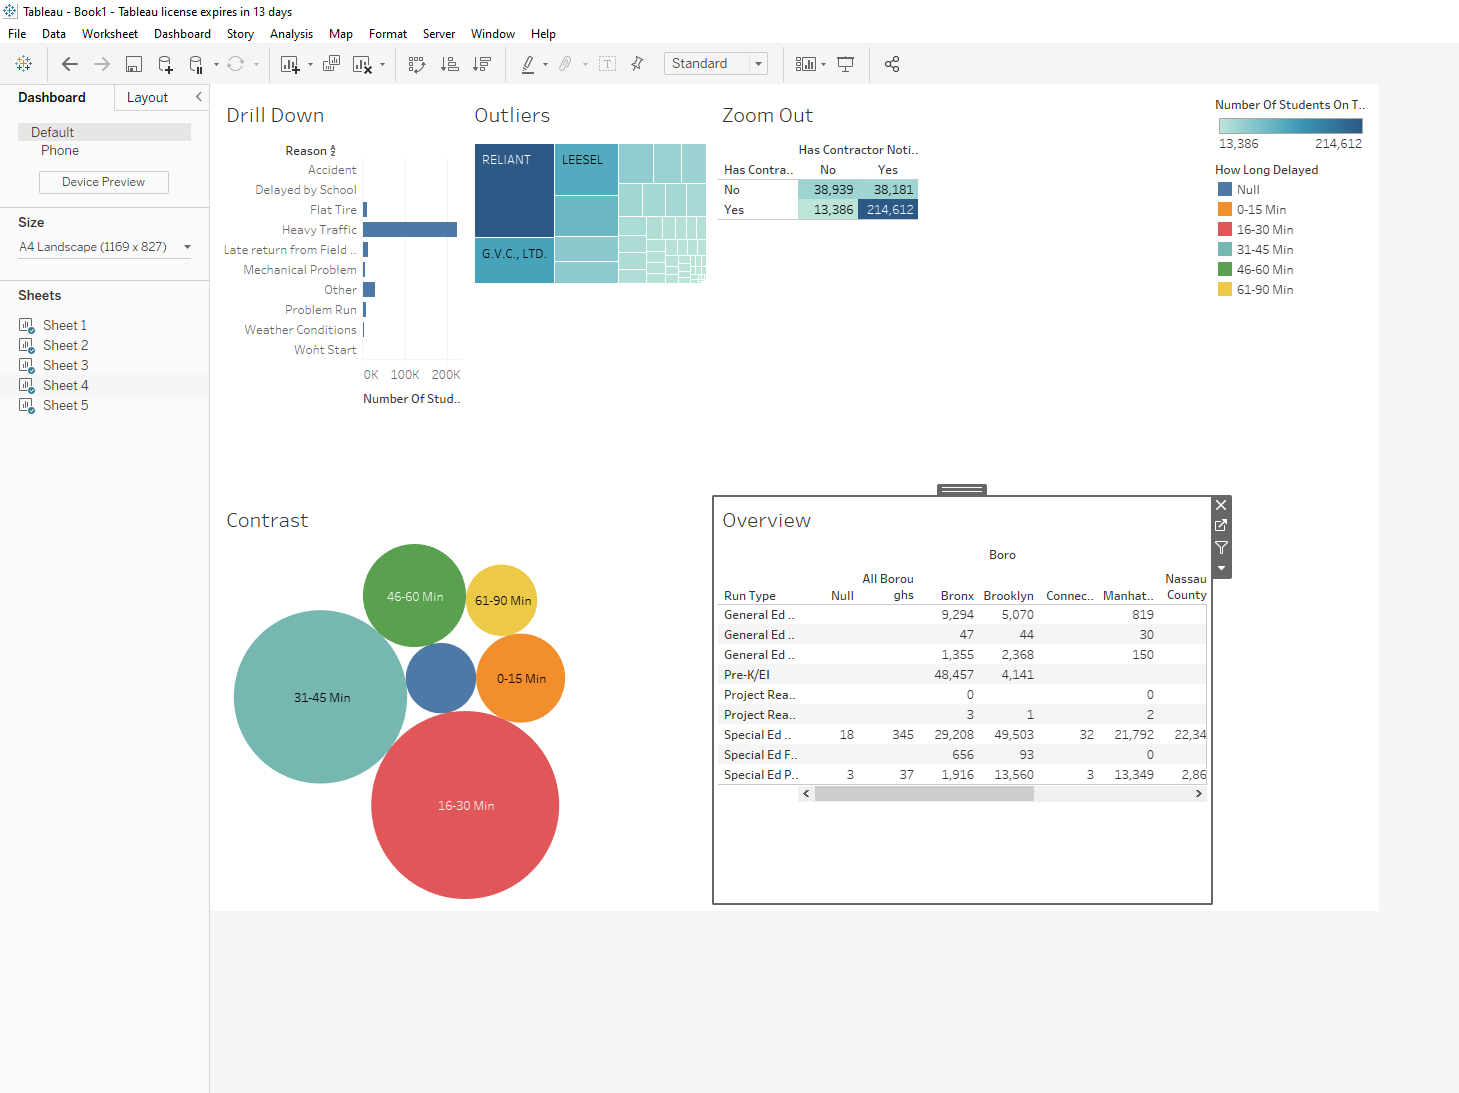 Tableau - Book1 - Tableau license expires in 13 days
File Data Worksheet Dashboard Story Analysis Map Format Server Window Help
Standard
Dashboard Layout
Default
Phone
Device Preview
Size
A4 Landscape (1169 x 827)
Sheets
Sheet 1
Sheet 2
Sheet 3
Sheet 4
Sheet 5
Drill Down
Reason
Accident
Delayed by School
Flat Tire
Heavy Traffic
Late return from Field ..
Mechanical Problem
Other
Problem Run
Weather Conditions
Won`t Start
0K 100K 200K
Number Of Stud..
Outliers
RELIANT
LEESEL
G.V.C., LTD.
Zoom Out
Has Contractor Noti..
Has Contra.. No Yes
No 38,939 38,181
Yes 13,386 214,612
Number Of Students On T..
13,386 214,612
How Long Delayed
Null
0-15 Min
16-30 Min
31-45 Min
46-60 Min
61-90 Min
Contrast
46-60 Min
61-90 Min
0-15 Min
31-45 Min
16-30 Min
Overview
Boro
All Borou Nassau
Run Type Null ghs Bronx Brooklyn Connec.. Manhat.. County
General Ed .. 9,294 5,070 819
General Ed .. 47 44 30
General Ed .. 1,355 2,368 150
Pre-K/EI 48,457 4,141
Project Rea.. 0 0
Project Rea.. 3 1 2
Special Ed .. 18 345 29,208 49,503 32 21,792 22,34
Special Ed F.. 656 93 0
Special Ed P.. 3 37 1,916 13,560 3 13,349 2,86